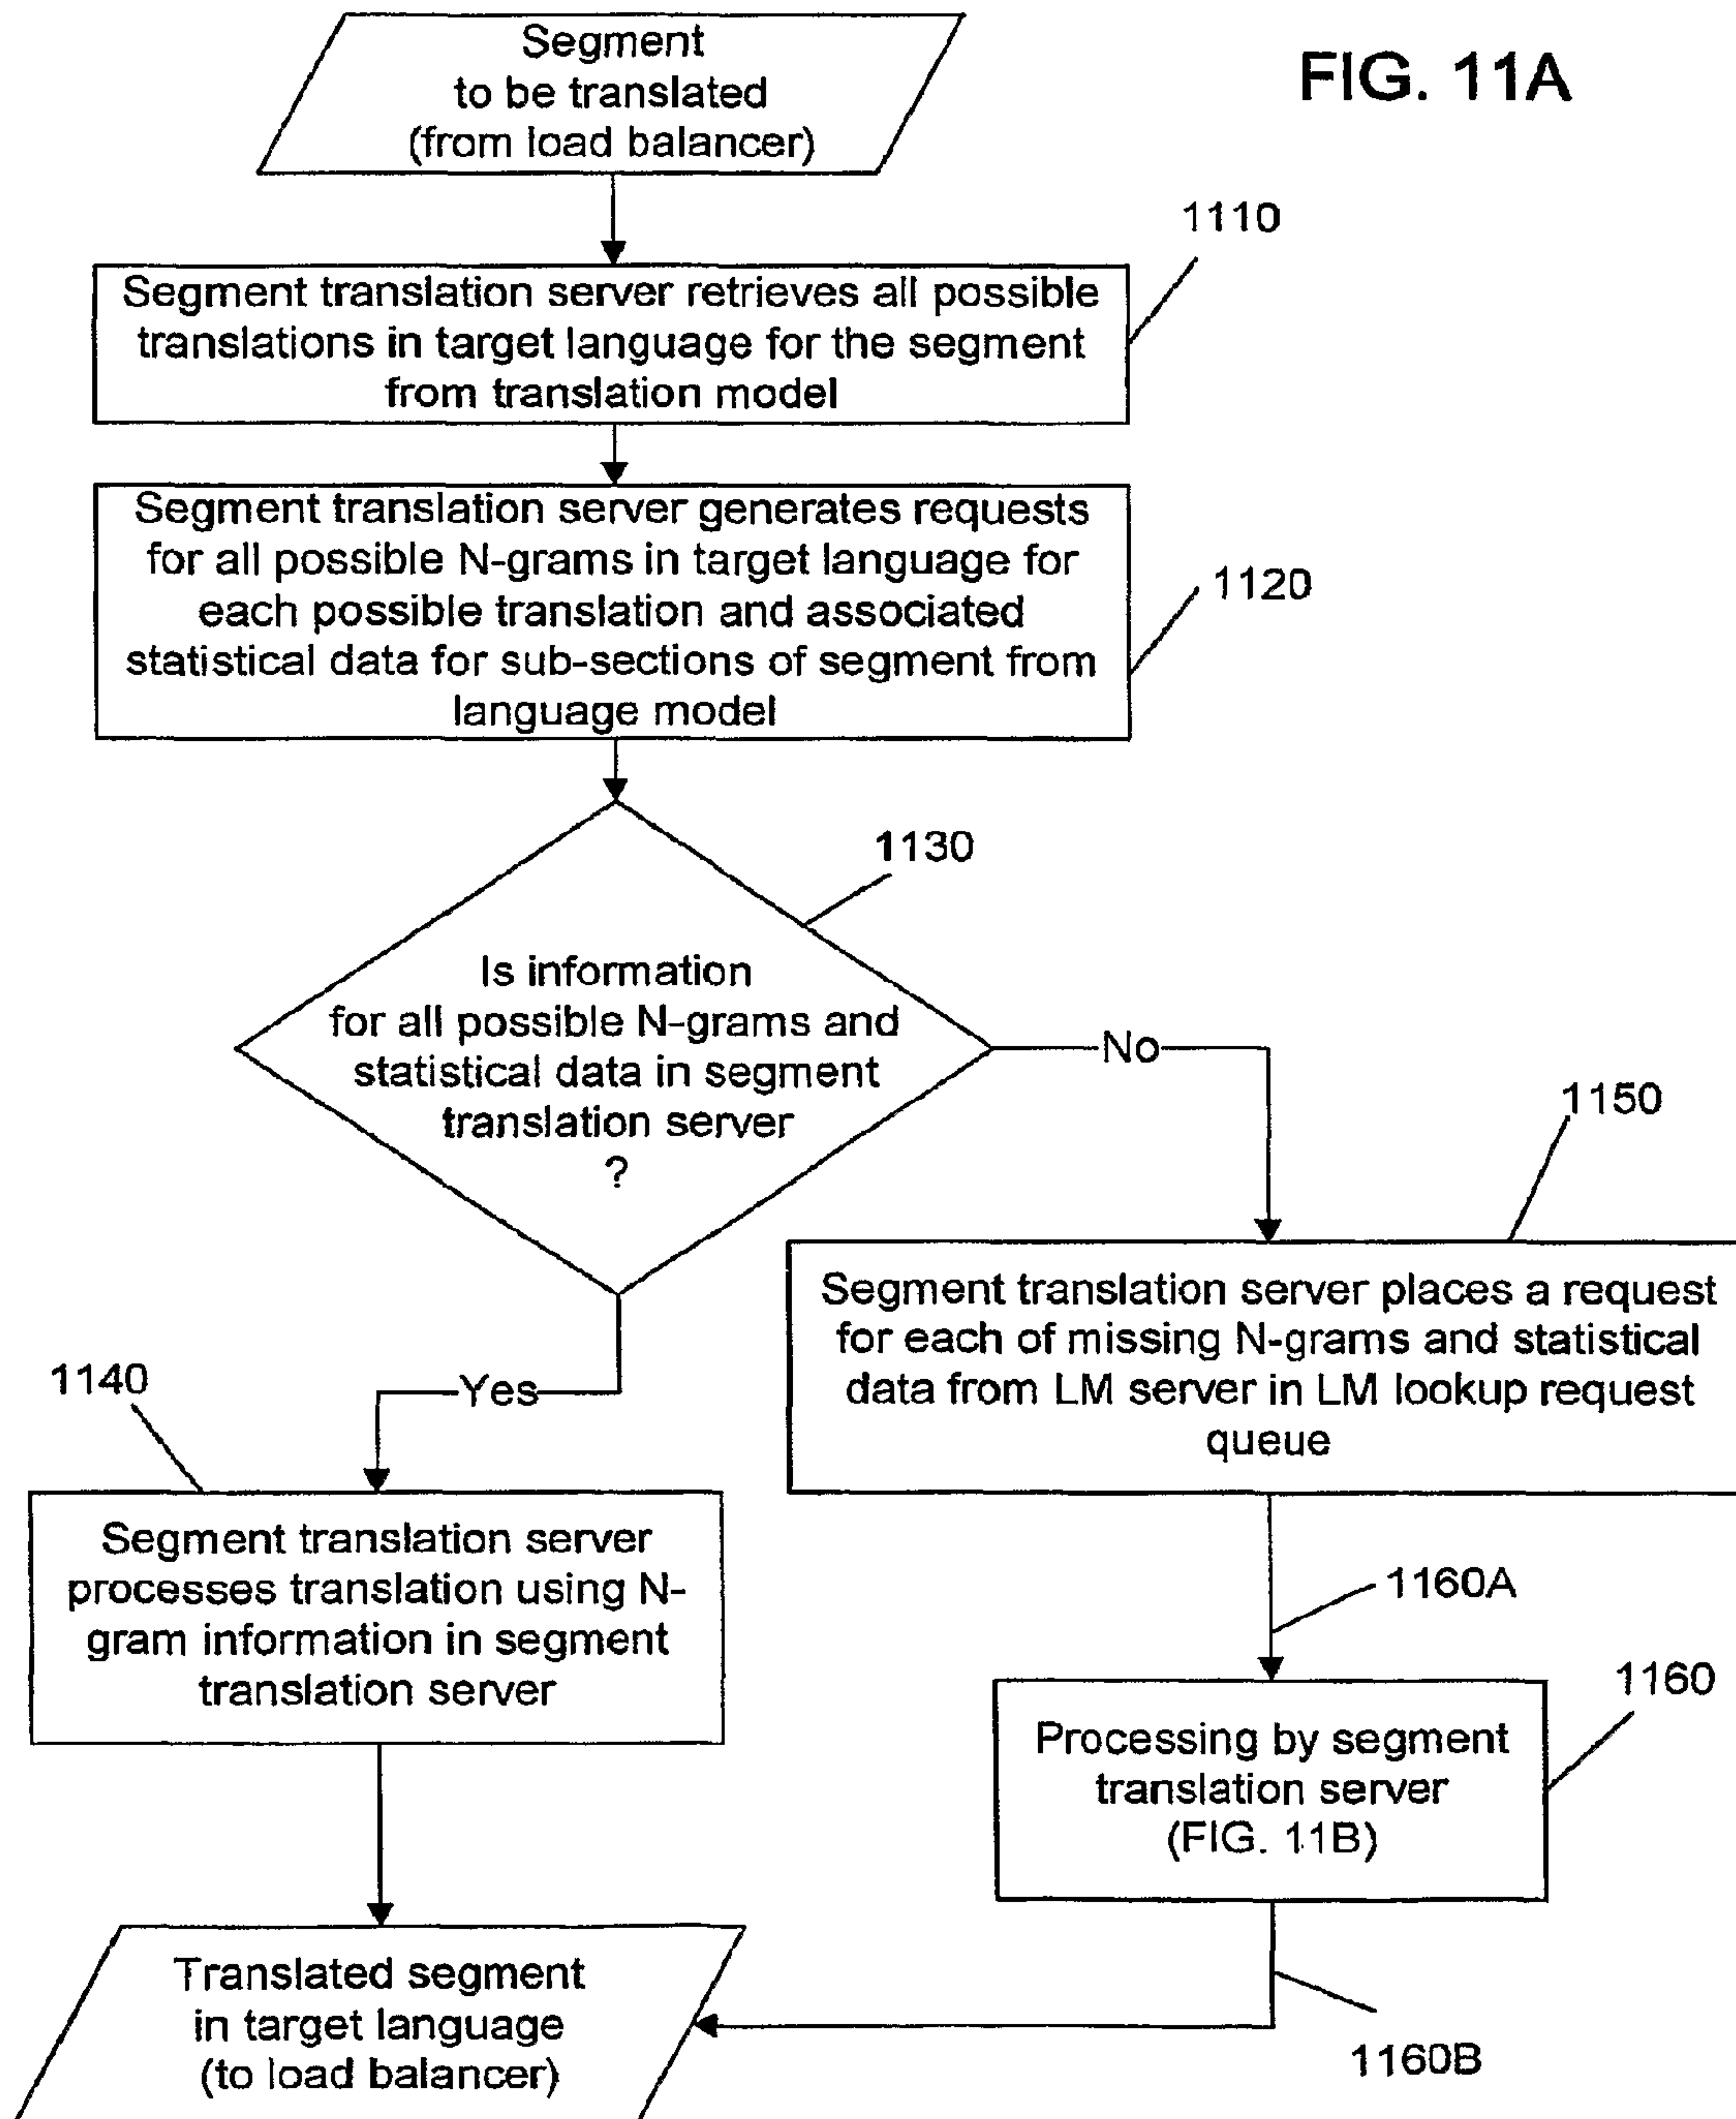 FIG. 11A
Segment
to be translated
(from load balancer)
1110
Segment translation server retrieves all possible
translations in target language for the segment
from translation model
Segment translation server generates requests
for all possible N-grams in target language for
each possible translation and associated
statistical data for sub-sections of segment from
language model
1120
1130
Is information
for all possible N-grams and
statistical data in segment
translation server
?
No
1150
Segment translation server places a request
for each of missing N-grams and statistical
data from LM server in LM lookup request
queue
Yes
1140
Segment translation server
processes translation using N-
gram information in segment
translation server
1160A
1160
Processing by segment
translation server
(FIG. 11B)
Translated segment
in target language
(to load balancer)
1160B